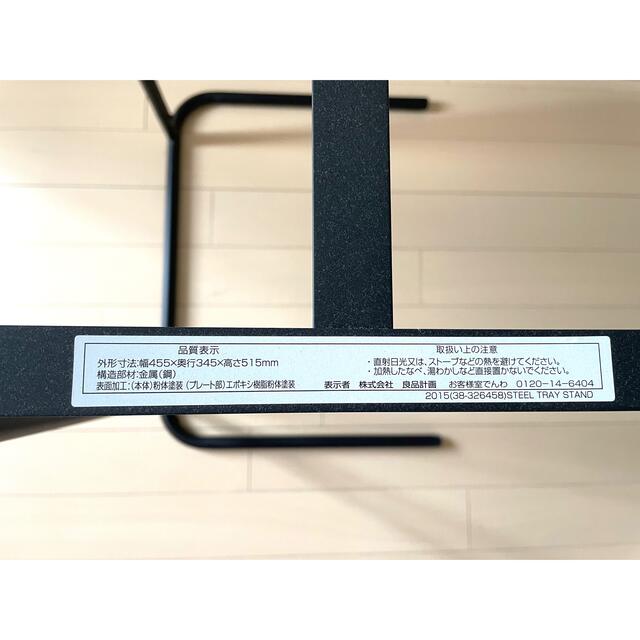 品質表示
外形寸法:幅455×奥行345×高さ515mm
構造部材:金属(鋼)
表面加工:(本体)粉体塗装(プレート部)エポキシ樹脂粉体塗装
取扱い上の注意
・直射日光又は、ストーブなどの熱を避けてください。
・加熱したなべ、湯わかしなど直接置かないでください。
表示者 株式会社 良品計画 お客様室でんわ 0120-14-6404
2015(38-326458)STEEL TRAY STAND